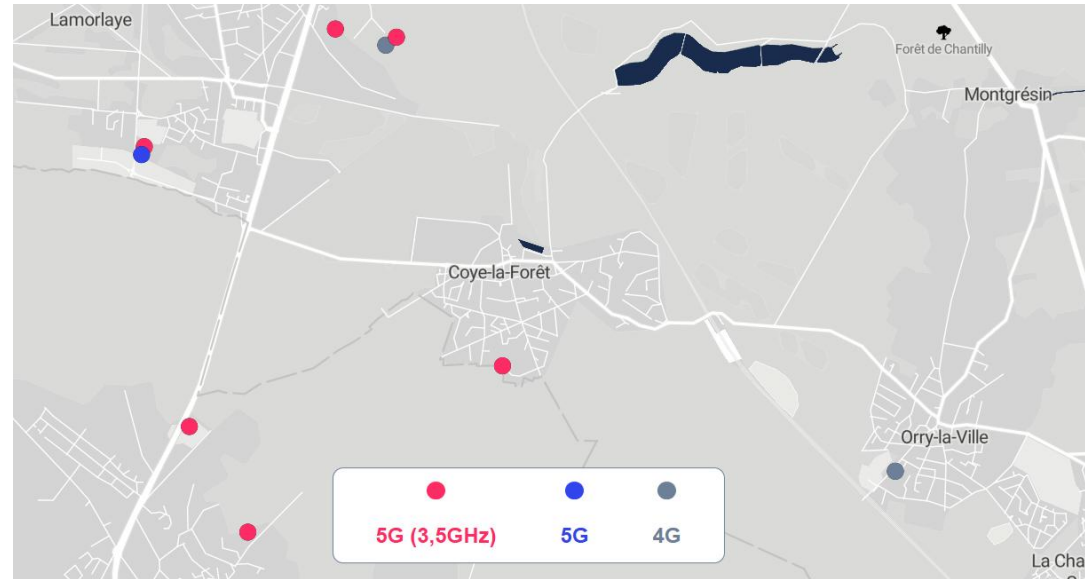 Lamorlaye
Forêt de Chantilly
Montgrésin
Coye-la-Forêt
Orry-la-Ville
5G (3,5GHz)
5G
4G
La Cha